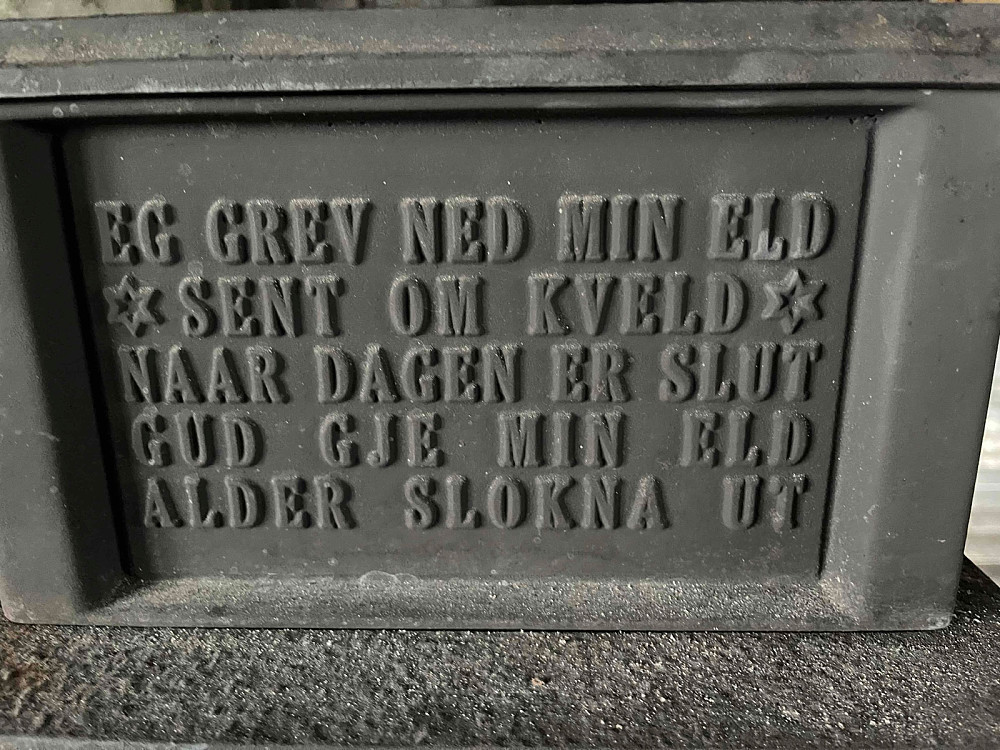 EG GREV NED MIN ELD
SENT OM KVELD
NAAR DAGEN ER SLUT
GUD GJE MIN ELD
ALDER SLOKNA UT